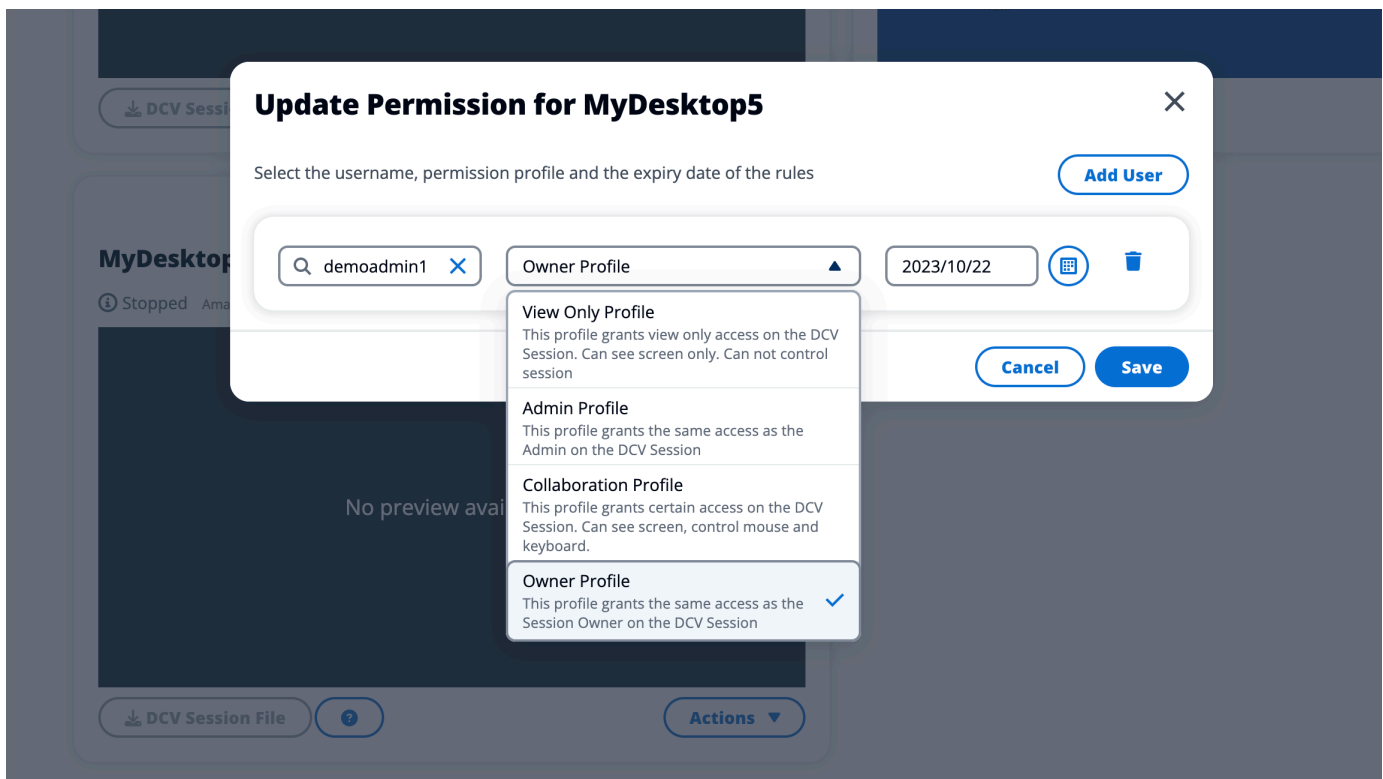 DCV Sessi
Update Permission for MyDesktop5
Select the username, permission profile and the expiry date of the rules
Add User
MyDesktop
Stopped Ama
demoadmin1
Owner Profile
2023/10/22
View Only Profile
This profile grants view only access on the DCV
Session. Can see screen only. Can not control
session
Admin Profile
This profile grants the same access as the
Admin on the DCV Session
Collaboration Profile
This profile grants certain access on the DCV
Session. Can see screen, control mouse and
keyboard.
Owner Profile
This profile grants the same access as the
Session Owner on the DCV Session
Cancel
Save
No preview avai
DCV Session File
Actions